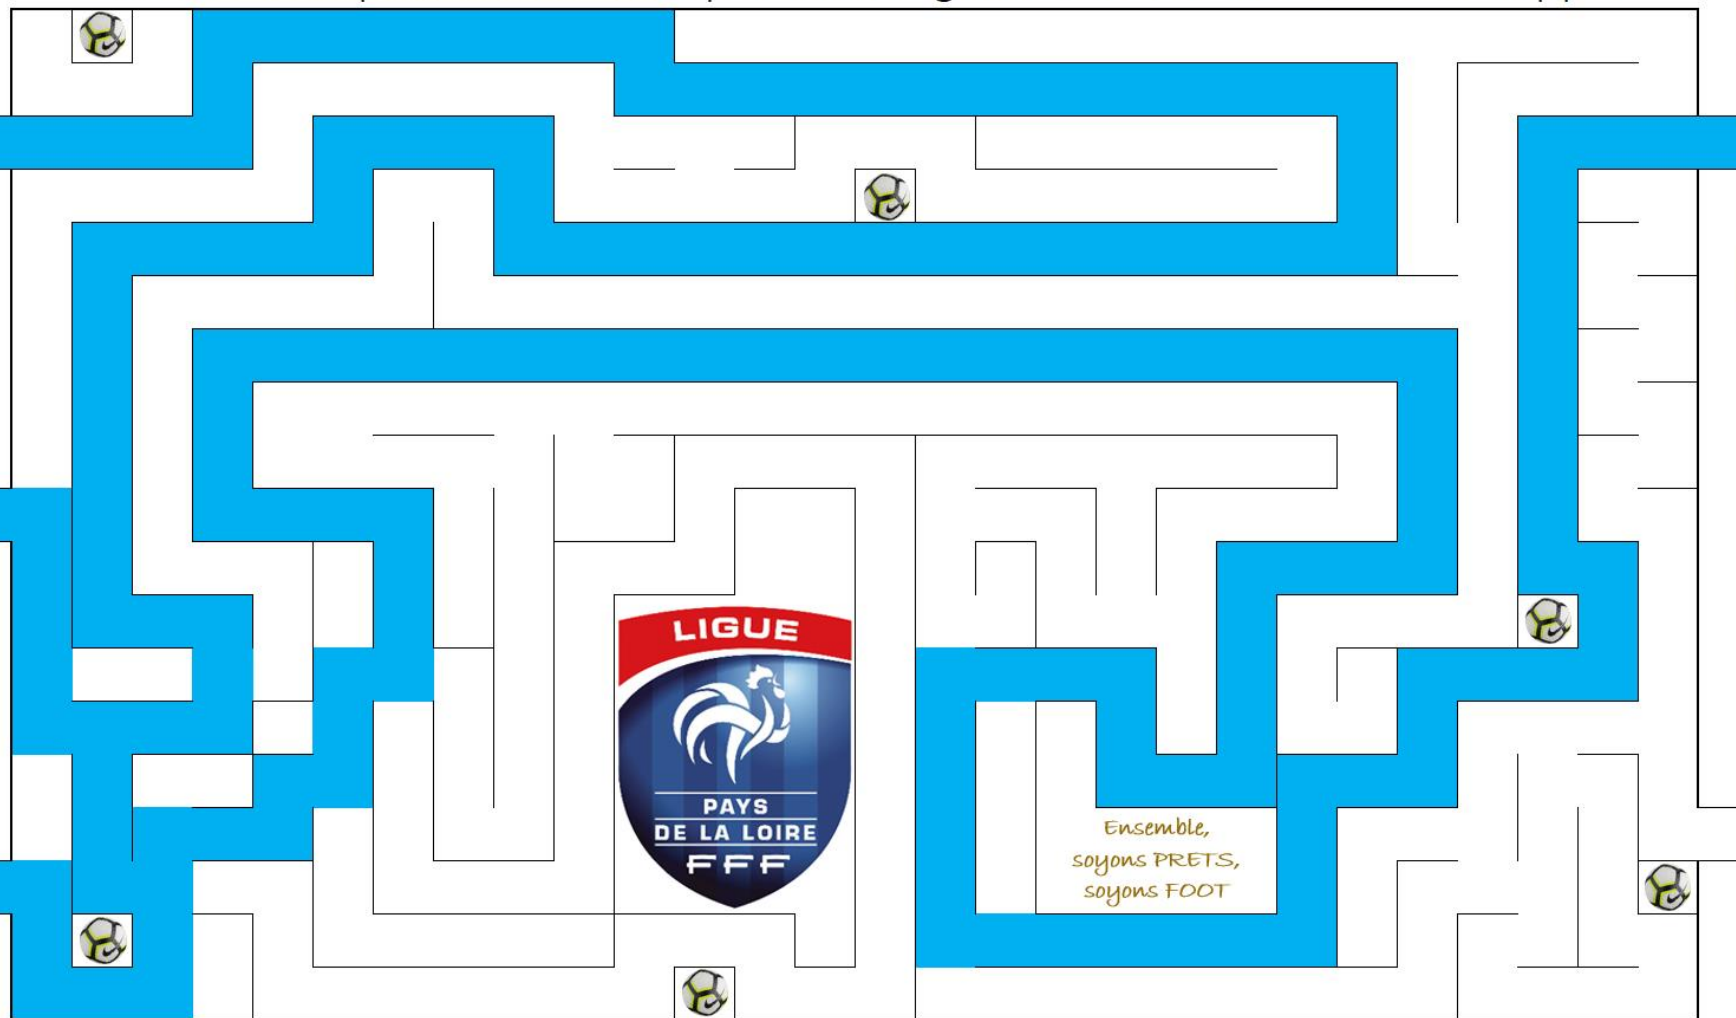 LIGUE
PAYS
DE LA LOIRE
FFF
Ensemble,
soyons PRETS,
soyons FOOT